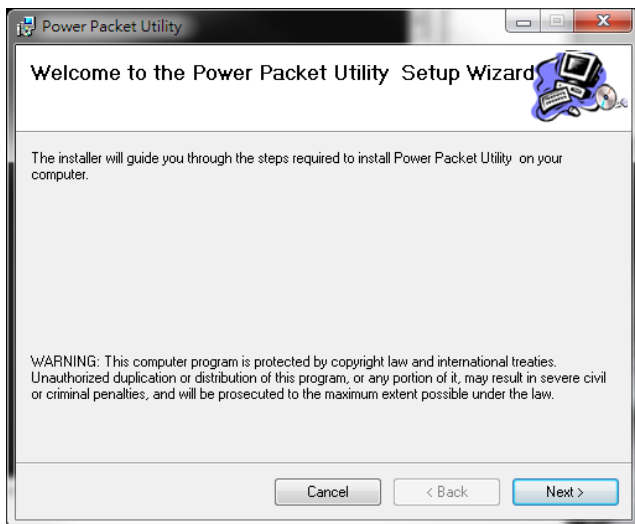 Power Packet Utility
Welcome to the Power Packet Utility  Setup Wizard
The installer will guide you through the steps required to install Power Packet Utility  on your
computer.
WARNING: This computer program is protected by copyright law and international treaties.
Unauthorized duplication or distribution of this program, or any portion of it, may result in severe civil
or criminal penalties, and will be prosecuted to the maximum extent possible under the law.
Cancel
< Back
Next >